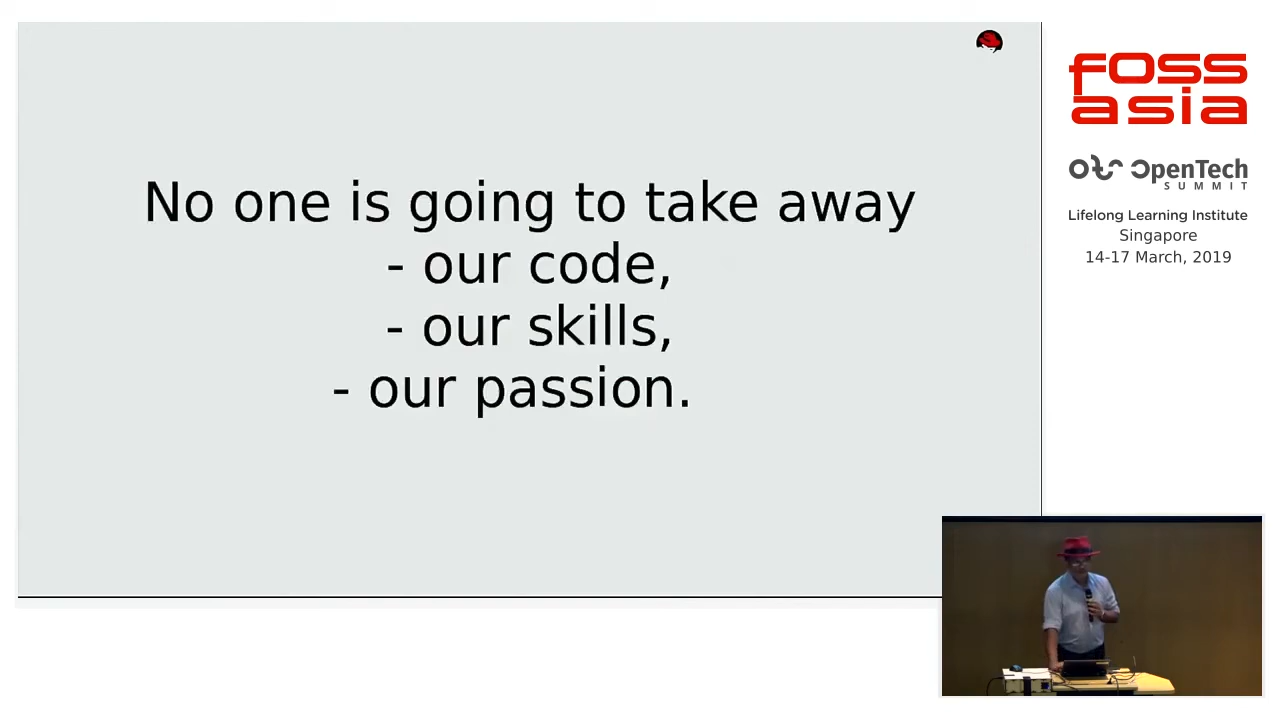 No one is going to take away
- our code,
- our skills,
- our passion.
fOSS
asia
OpenTech
SUMMIT
Lifelong Learning Institute
Singapore
14-17 March, 2019